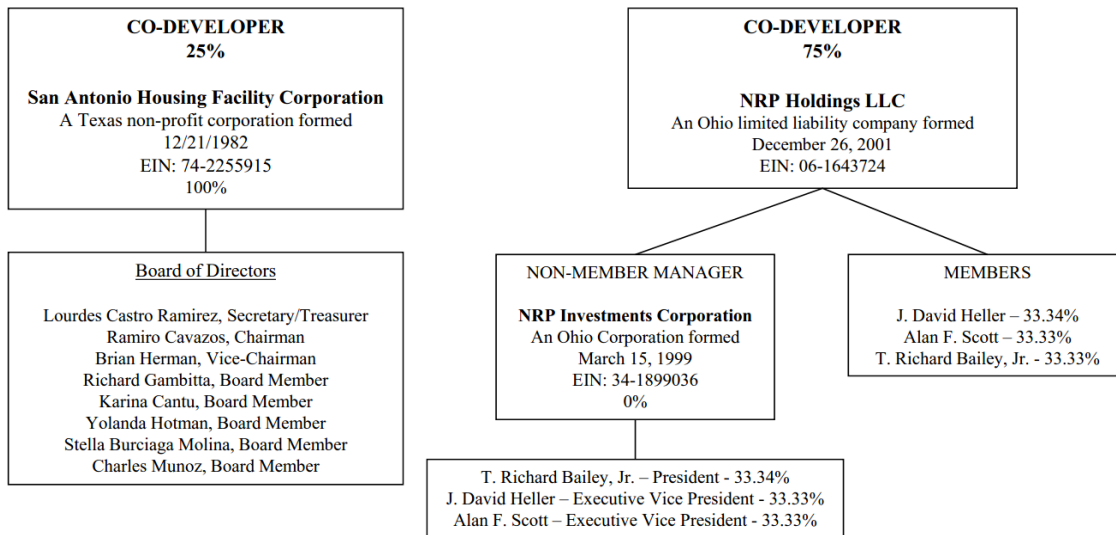 CO-DEVELOPER
25%
San Antonio Housing Facility Corporation
A Texas non-profit corporation formed
12/21/1982
EIN: 74-2255915
100%
CO-DEVELOPER
75%
NRP Holdings LLC
An Ohio limited liability company formed
December 26, 2001
EIN: 06-1643724
Board of Directors
Lourdes Castro Ramirez, Secretary/Treasurer
Ramiro Cavazos, Chairman
Brian Herman, Vice-Chairman
Richard Gambitta, Board Member
Karina Cantu, Board Member
Yolanda Hotman, Board Member
Stella Burciaga Molina, Board Member
Charles Munoz, Board Member
NON-MEMBER MANAGER
NRP Investments Corporation
An Ohio Corporation formed
March 15, 1999
EIN: 34-1899036
0%
MEMBERS
J. David Heller – 33.34%
Alan F. Scott – 33.33%
T. Richard Bailey, Jr. - 33.33%
T. Richard Bailey, Jr. – President - 33.34%
J. David Heller – Executive Vice President - 33.33%
Alan F. Scott – Executive Vice President - 33.33%